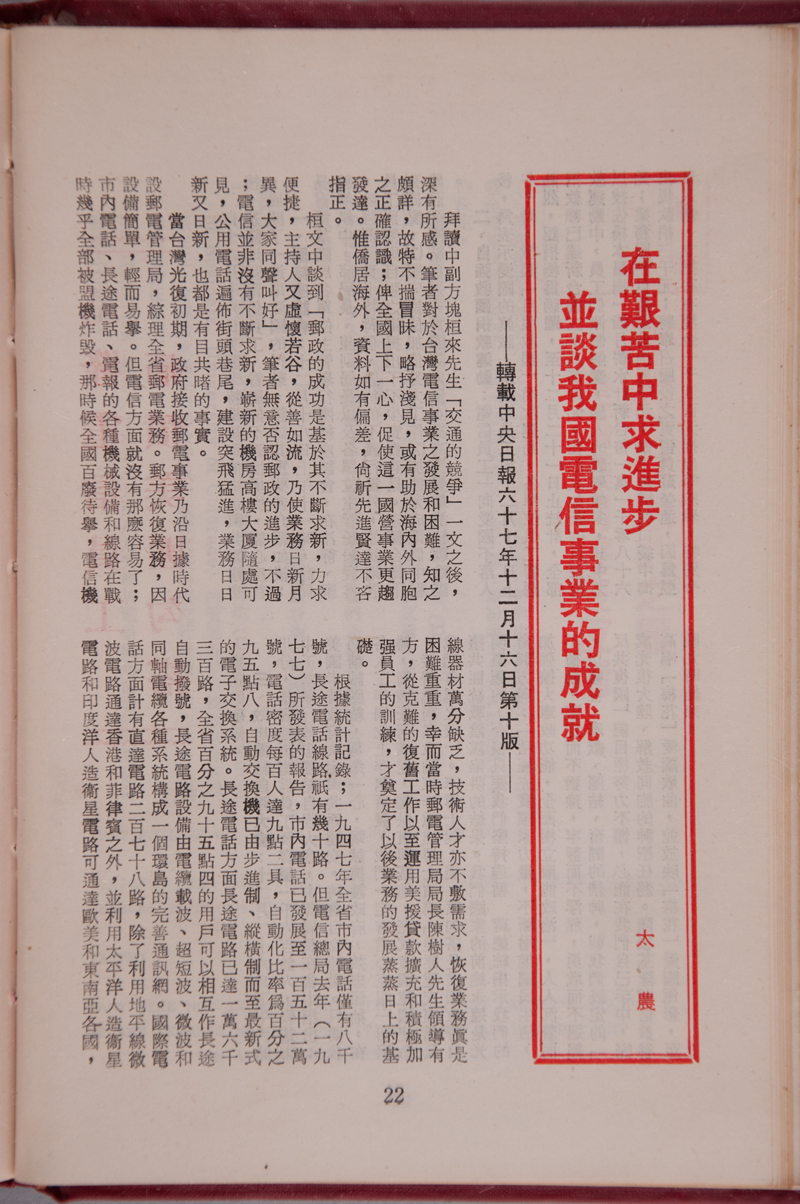 在艱苦中求進步
並談我國電信事業的成就
太農
——轉載中央日報六十七年十二月十六日第十版——
拜讀中副方塊桓來先生「交通的競爭」一文之後，
深有所感。筆者對於台灣電信事業之發展和困難，知之
頗詳，故特不揣冒昧，略抒淺見，或有助於海內外同胞
之正確認識；俾全國上下一心，促使這一國營事業更趨
發達。惟僑居海外，資料如有偏差，尙祈先進賢達不吝
指正。
桓文中談到「郵政的成功是基於其不斷求新，力求
便捷，主持人又虛懷若谷，從善如流，乃使業務日新月
異，大家同聲叫好」，筆者無意否認郵政的進步，不過
；電信並非沒有不斷求新，嶄新的機房高樓大厦隨處可
見，公用電話遍佈街頭巷尾，建設突飛猛進，業務日日
新又日新，也都是有目共睹的事實。
當台灣光復初期，政府接收郵電事業乃沿日據時代
設郵電管理局，綜理全省郵電業務。郵方恢復業務，因
設備簡單，輕而易擧。但電信方面就沒有那麼容易了；
市內電話、長途電話、電報的各種機械設備和線路在戰
時幾乎全部被盟機炸毀，那時候全國百廢待擧，電信機
線器材萬分缺乏，技術人才亦不敷需求，恢復業務眞是
困難重重，幸而當時郵電管理局局長陳樹人先生領導有
方，從克難的復舊工作以至運用美援貸款擴充和積極加
强員工的訓練，才奠定了以後業務的發展蒸蒸日上的基
礎。
根據統計記錄；一九四七年全省市內電話僅有八千
號，長途電話線路祇有幾十路。但電信總局去年（一九
七七）所發表的報告，市內電話已發展至一百五十二萬
號，電話密度每百人達九點二具，自動化比率爲百分之
九五點八，自動交換機已由步進制、縱橫制而至最新式
的電子交換系統。長途電話方面長途電路已達一萬六千
三百路，全省百分之九十五點四的用戶可以相互作長途
自動撥號，長途電路設備由電纜載波、超短波、微波和
同軸電纜各種系統構成一個環島的完善通訊網。國際電
話方面計有直達電路二百七十八路，除了利用地平線微
波電路通達香港和菲律賓之外，並利用太平洋人造衞星
電路和印度洋人造衞星電路可通達歐美和東南亞各國，
22